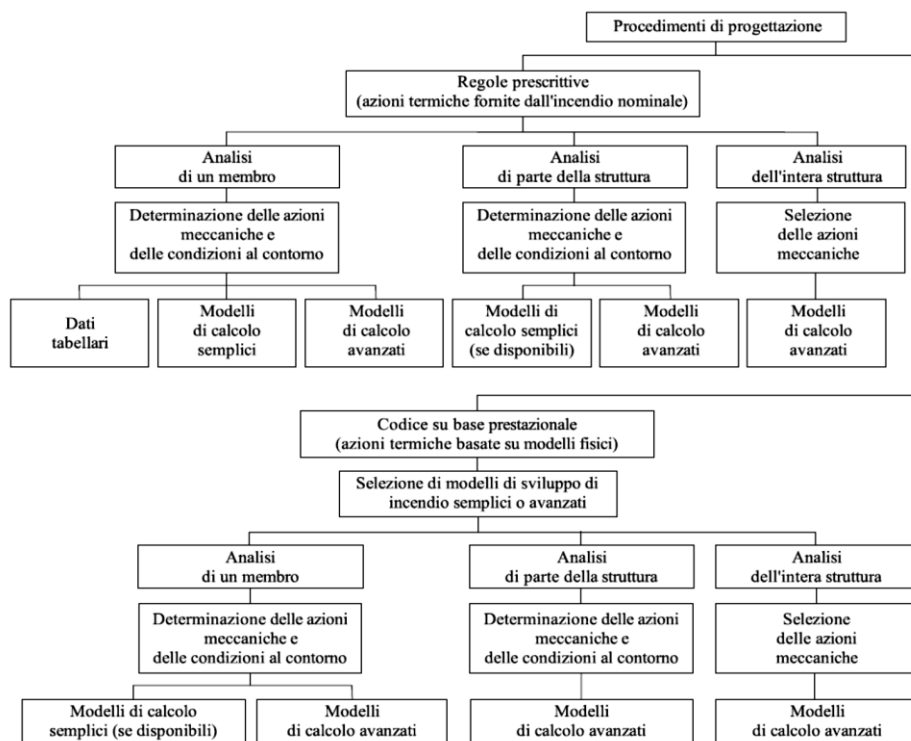 Procedimenti di progettazione
Regole prescrittive
(azioni termiche fornite dall'incendio nominale)
Analisi
di un membro
Analisi
di parte della struttura
Analisi
dell'intera struttura
Determinazione delle azioni
meccaniche e
delle condizioni al contorno
Determinazione delle azioni
meccaniche e
delle condizioni al contorno
Selezione
delle azioni
meccaniche
Dati
tabellari
Modelli
di calcolo
semplici
Modelli
di calcolo
avanzati
Modelli di
calcolo semplici
(se disponibili)
Modelli
di calcolo
avanzati
Modelli
di calcolo
avanzati
Codice su base prestazionale
(azioni termiche basate su modelli fisici)
Selezione di modelli di sviluppo di
incendio semplici o avanzati
Analisi
di un membro
Analisi
di parte della struttura
Analisi
dell'intera struttura
Determinazione delle azioni
meccaniche e
delle condizioni al contorno
Determinazione delle azioni
meccaniche e
delle condizioni al contorno
Selezione
delle azioni
meccaniche
Modelli di calcolo
semplici (se disponibili)
Modelli
di calcolo avanzati
Modelli
di calcolo avanzati
Modelli
di calcolo avanzati